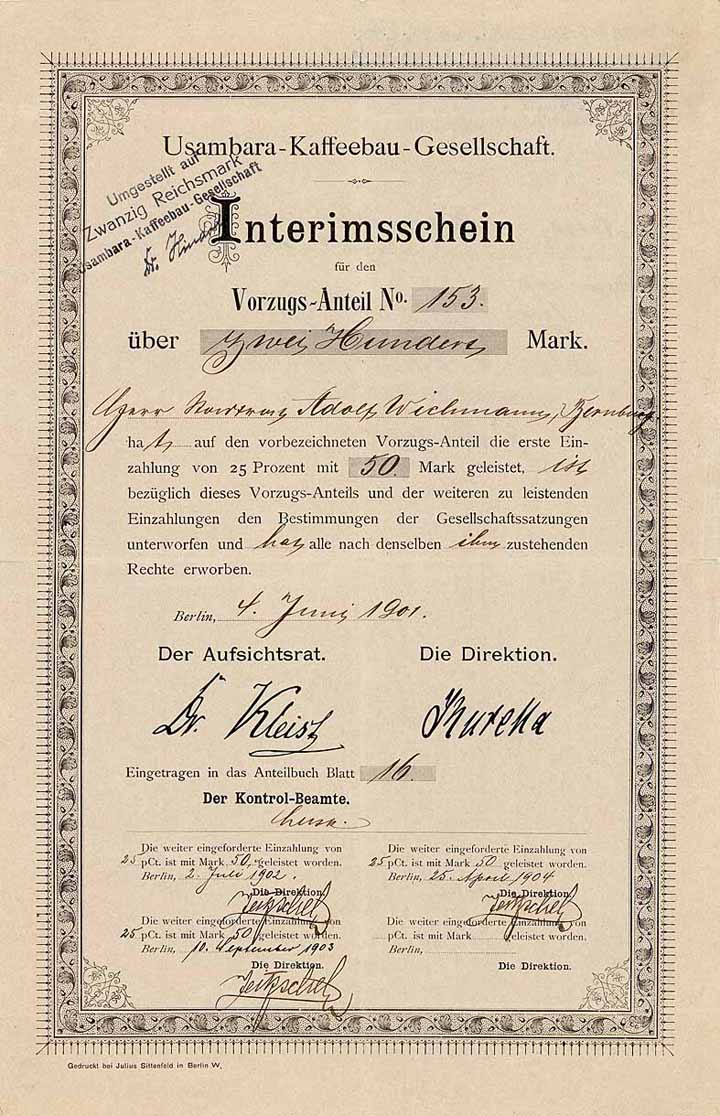 Usambara-Kaffeebau-Gesellschaft.
Umgestellt auf
Zwanzig Reichsmark
Usambara-Kaffeebau-Gesellschaft
Dr.
Interimsschein
für den
Vorzugs-Anteil No. 153.
über Zwei Hundert Mark.
Herr Adolf Wichmann, Bernburg
hat auf den vorbezeichneten Vorzugs-Anteil die erste Ein-
zahlung von 25 Prozent mit 50. Mark geleistet, ist
bezüglich dieses Vorzugs-Anteils und der weiteren zu leistenden
Einzahlungen den Bestimmungen der Gesellschaftssatzungen
unterworfen und hat alle nach denselben ihm zustehenden
Rechte erworben.
Berlin, 4. Juni 1901.
Der Aufsichtsrat. Die Direktion.
Dr. Kleist Kurella
Eingetragen in das Anteilbuch Blatt 16.
Der Kontrol-Beamte.
Die weiter eingeforderte Einzahlung von
25 pCt. ist mit Mark 50. geleistet worden.
Berlin, 2. Juli 1902.
Die Direktion.
Die weiter eingeforderte Einzahlung von
25 pCt. ist mit Mark 50 geleistet worden.
Berlin, 10. September 1903
Die Direktion.
Die weiter eingeforderte Einzahlung von
25 pCt. ist mit Mark 50 geleistet worden.
Berlin, 25. April 1904
Die Direktion.
Die weiter eingeforderte Einzahlung von
pCt. ist mit Mark geleistet worden.
Berlin,
Die Direktion.
Gedruckt bei Julius Sittenfeld in Berlin W.